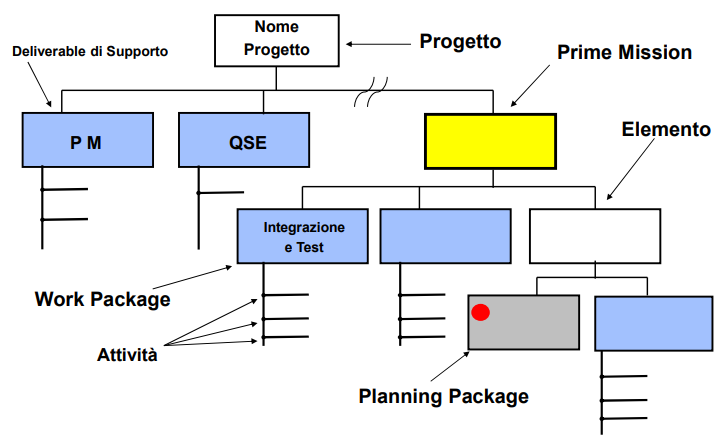 Nome
Progetto
Progetto
Deliverable di Supporto
Prime Mission
P M
QSE
Elemento
Integrazione
e Test
Work Package
Attività
Planning Package